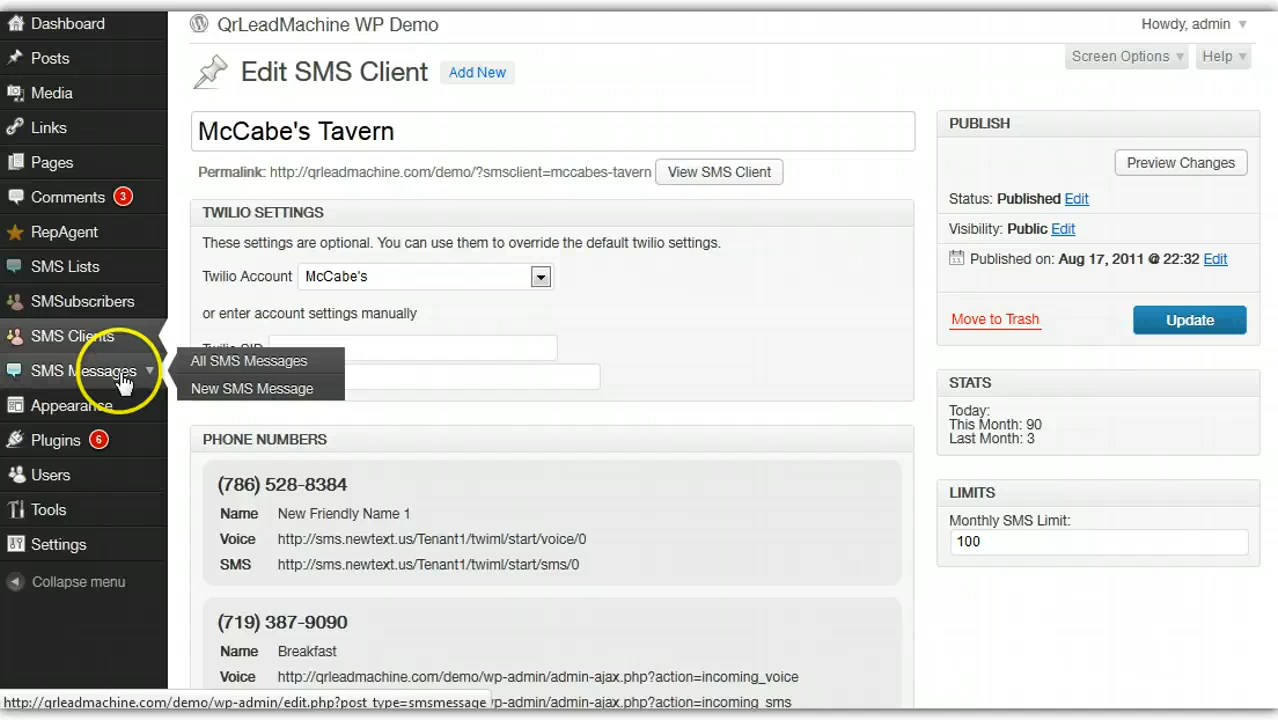 Dashboard
Posts
Media
Links
Pages
Comments 3
RepAgent
SMS Lists
SMSubscribers
SMS Clients
SMS Messages
All SMS Messages
New SMS Message
Appearance
Plugins 6
Users
Tools
Settings
Collapse menu
QrLeadMachine WP Demo
Howdy, admin
Screen Options
Help
Edit SMS Client
Add New
McCabe's Tavern
Permalink: http://qrleadmachine.com/demo/?smsclient=mccabes-tavern View SMS Client
TWILIO SETTINGS
These settings are optional. You can use them to override the default twilio settings.
Twilio Account McCabe's
or enter account settings manually
Twilio SID
PHONE NUMBERS
(786) 528-8384
Name New Friendly Name 1
Voice http://sms.newtext.us/Tenant1/twiml/start/voice/0
SMS http://sms.newtext.us/Tenant1/twiml/start/sms/0
(719) 387-9090
Name Breakfast
Voice http://qrleadmachine.com/demo/wp-admin/admin-ajax.php?action=incoming_voice
p-admin/admin-ajax.php?action=incoming_sms
PUBLISH
Preview Changes
Status: Published Edit
Visibility: Public Edit
Published on: Aug 17, 2011 @ 22:32 Edit
Move to Trash
Update
STATS
Today:
This Month: 90
Last Month: 3
LIMITS
Monthly SMS Limit:
100
http://qrleadmachine.com/demo/wp-admin/edit.php?post_type=smsmessage